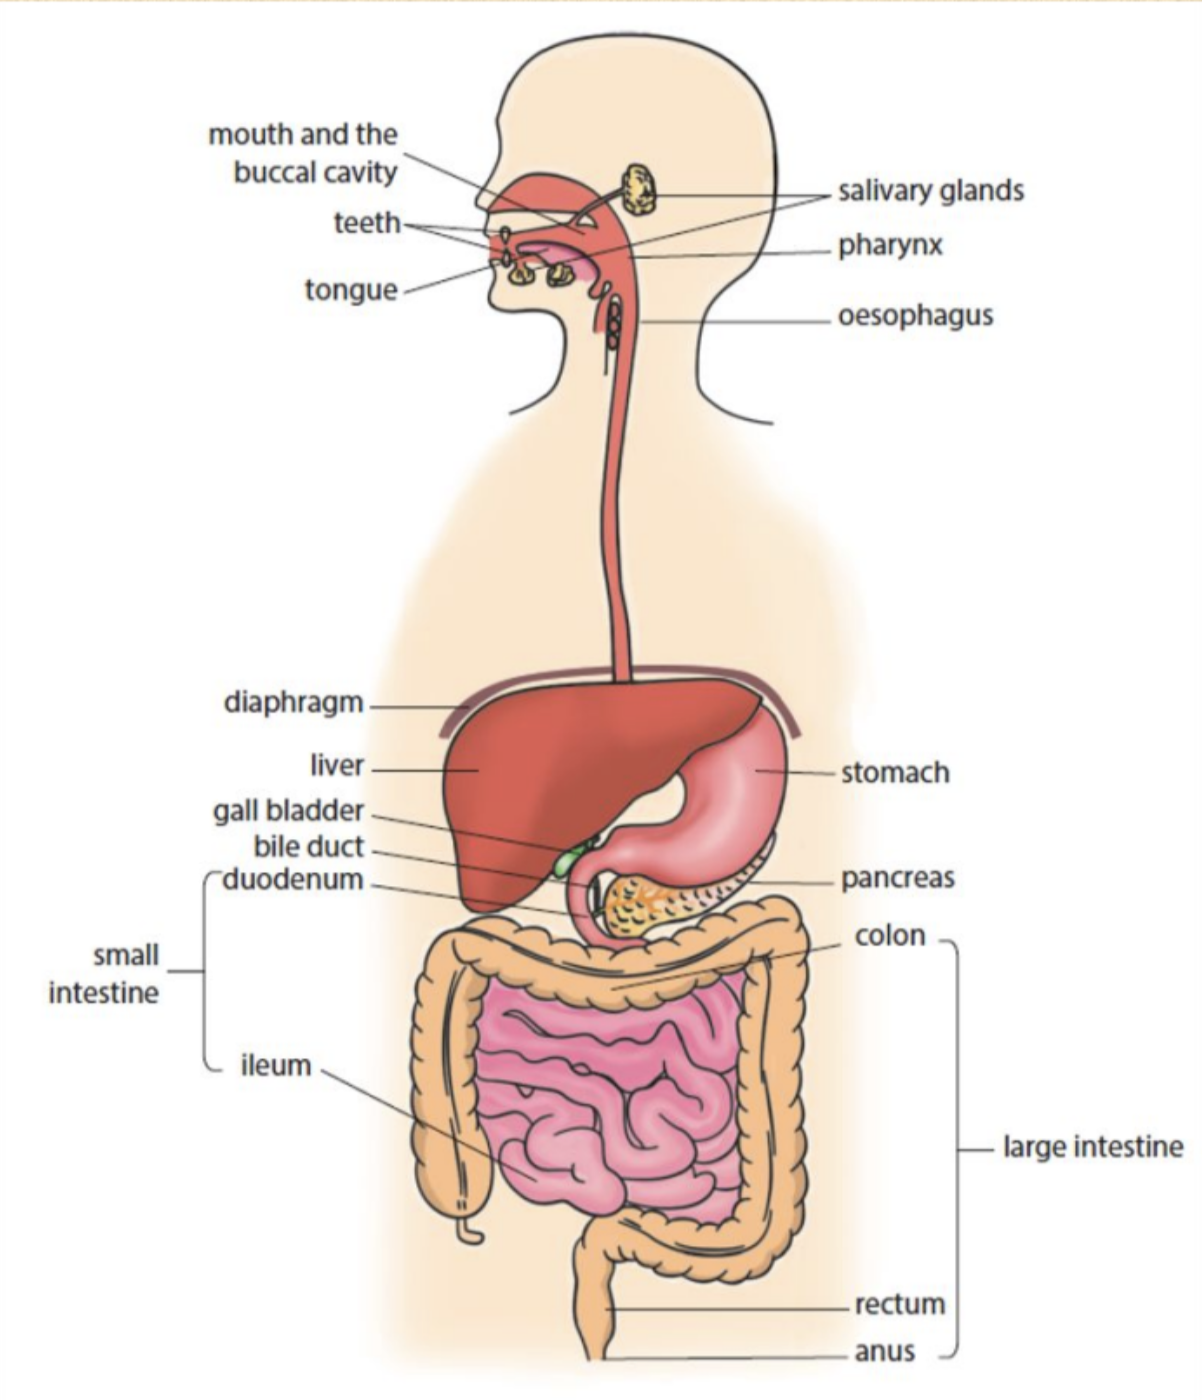 mouth and the
buccal cavity
teeth
tongue
salivary glands
pharynx
oesophagus
diaphragm
liver
gall bladder
bile duct
duodenum
small
intestine
ileum
stomach
pancreas
colon
large intestine
rectum
anus